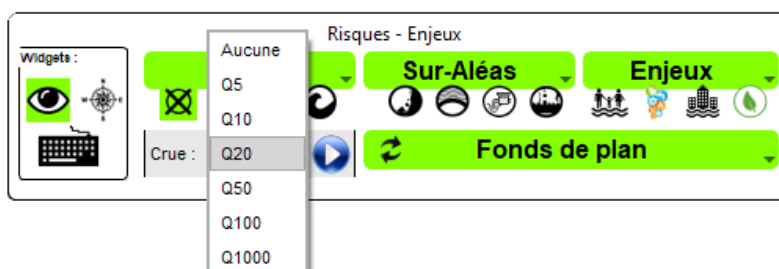 Risques - Enjeux
Widgets :
Aucune
Q5
Q10
Q20
Q50
Q100
Q1000
Crue :
Sur-Aléas
Enjeux
Fonds de plan